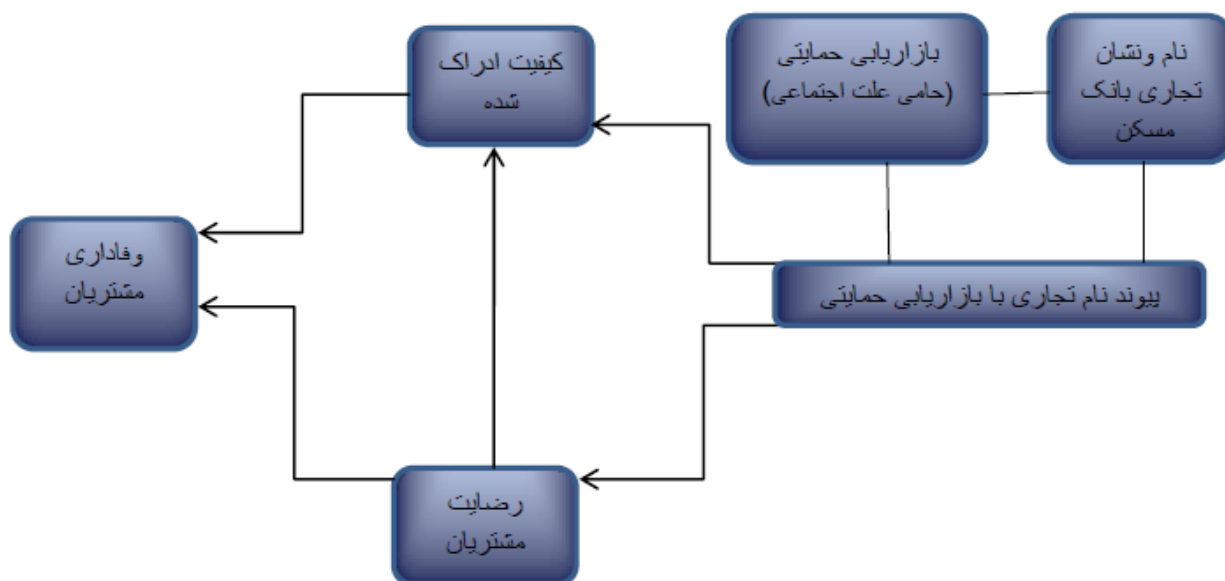 نام ونشان
تجاری بانک
مسکن
بازاریابی حمایتی
(حامی علت اجتماعی)
کیفیت ادراک
شده
پیوند نام تجاری با بازاریابی حمایتی
وفاداری
مشتریان
رضایت
مشتریان